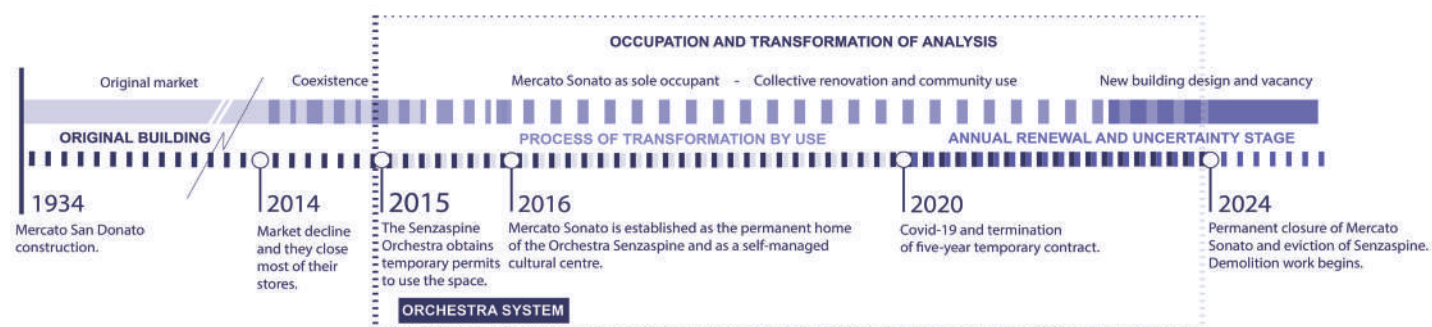 OCCUPATION AND TRANSFORMATION OF ANALYSIS
Original market
Coexistence
Mercato Sonato as sole occupant - Collective renovation and community use
New building design and vacancy
ORIGINAL BUILDING
PROCESS OF TRANSFORMATION BY USE
ANNUAL RENEWAL AND UNCERTAINTY STAGE
1934
Mercato San Donato
construction.
2014
Market decline
and they close
most of their
stores.
2015
The Senzaspine
Orchestra obtains
temporary permits
to use the space.
2016
Mercato Sonato is established as the permanent home
of the Orchestra Senzaspine and as a self-managed
cultural centre.
2020
Covid-19 and termination
of five-year temporary contract.
2024
Permanent closure of Mercato
Sonato and eviction of Senzaspine.
Demolition work begins.
ORCHESTRA SYSTEM